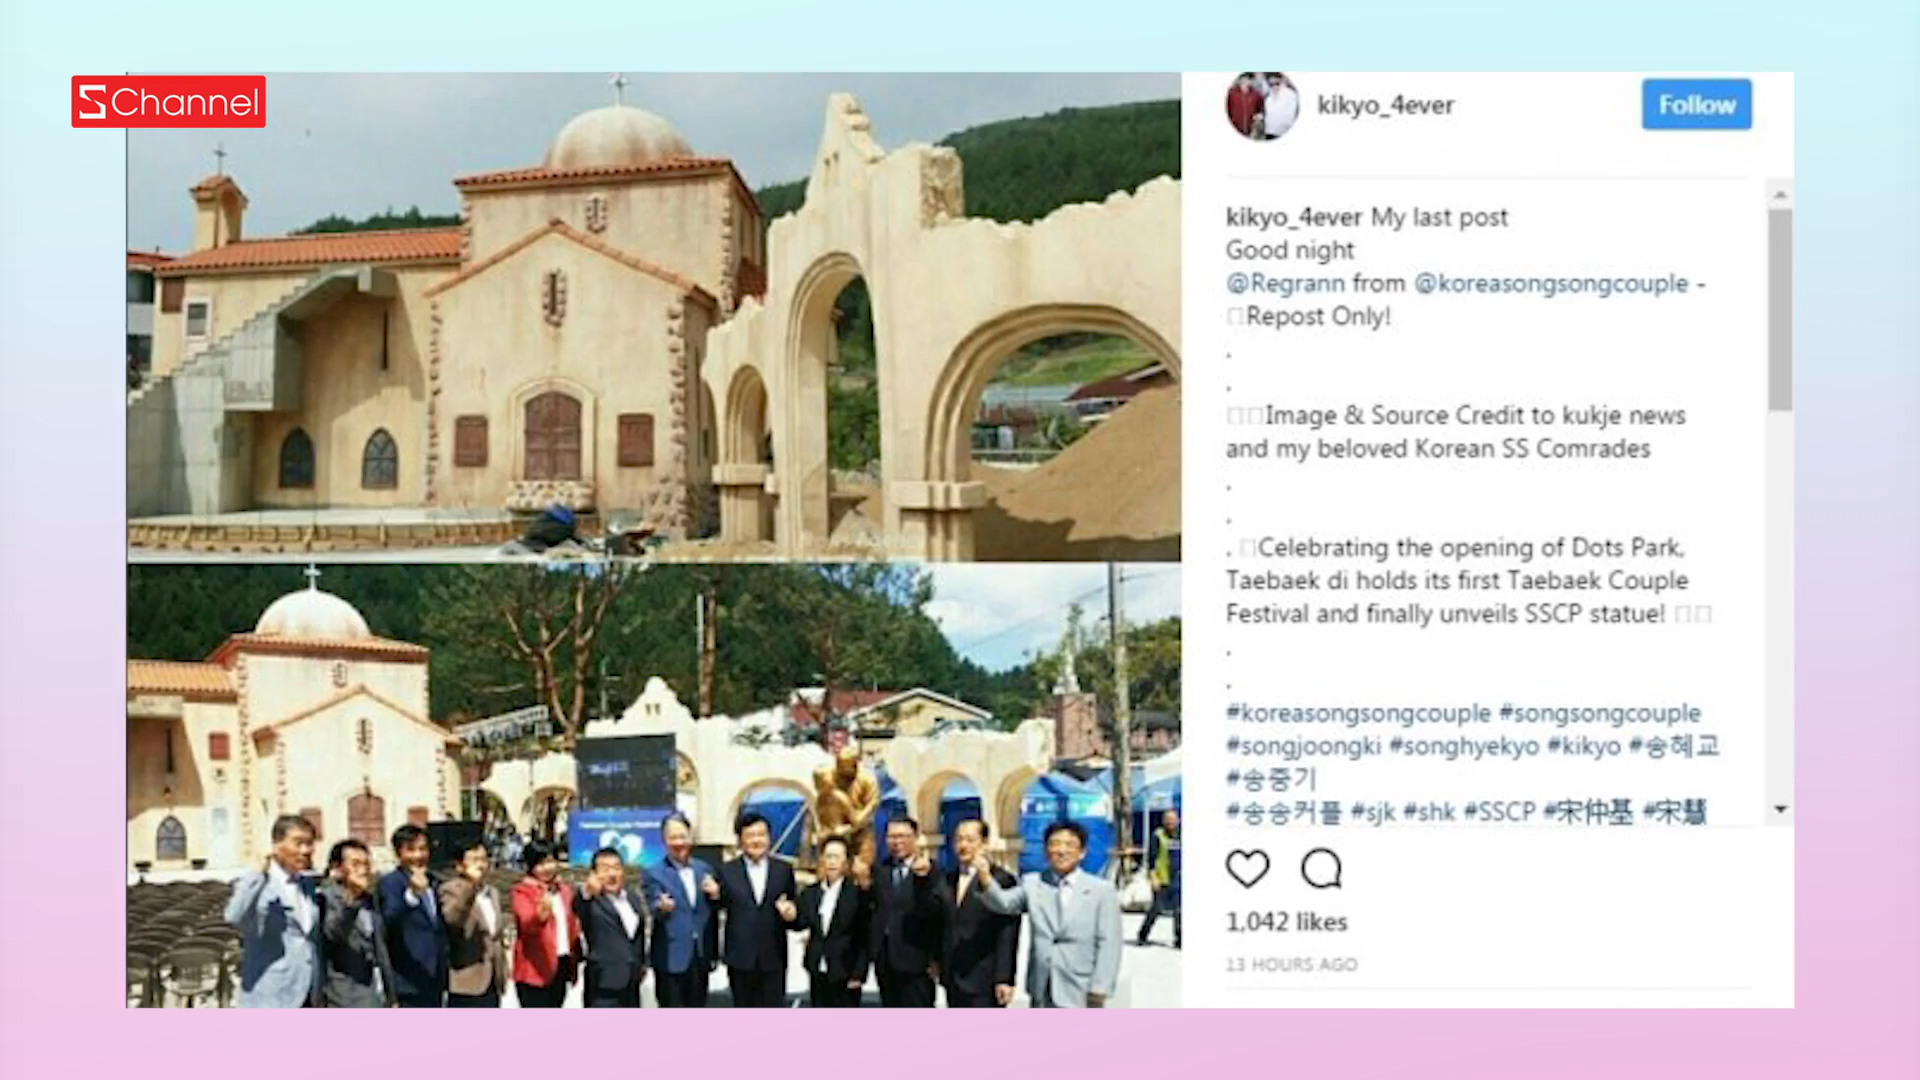 S Channel
kikyo_4ever
Follow
kikyo_4ever My last post
Good night
@Regrann from @koreasongsongcouple -
Repost Only!
.
.
Image & Source Credit to kukje news
and my beloved Korean SS Comrades
.
.
. Celebrating the opening of Dots Park,
Taebaek di holds its first Taebaek Couple
Festival and finally unveils SSCP statue!
.
.
#koreasongsongcouple #songsongcouple
#songjoongki #songhyekyo #kikyo #송혜교
#송중기
#송송커플 #sjk #shk #SSCP #宋仲基 #宋慧
1,042 likes
13 HOURS AGO